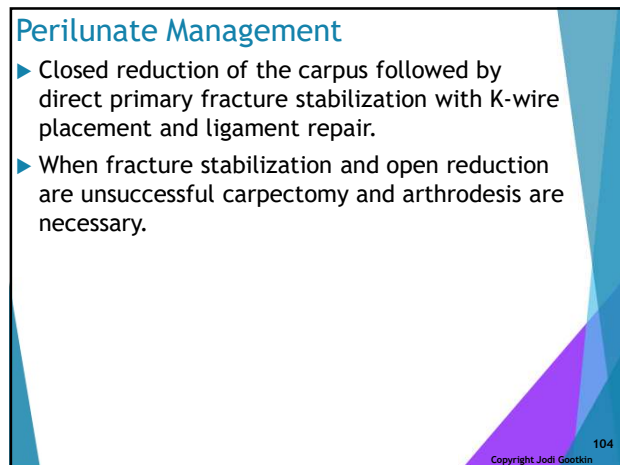 Perilunate Management
Closed reduction of the carpus followed by
direct primary fracture stabilization with K-wire
placement and ligament repair.
When fracture stabilization and open reduction
are unsuccessful carpectomy and arthrodesis are
necessary.
104
Copyright Jodi Gootkin